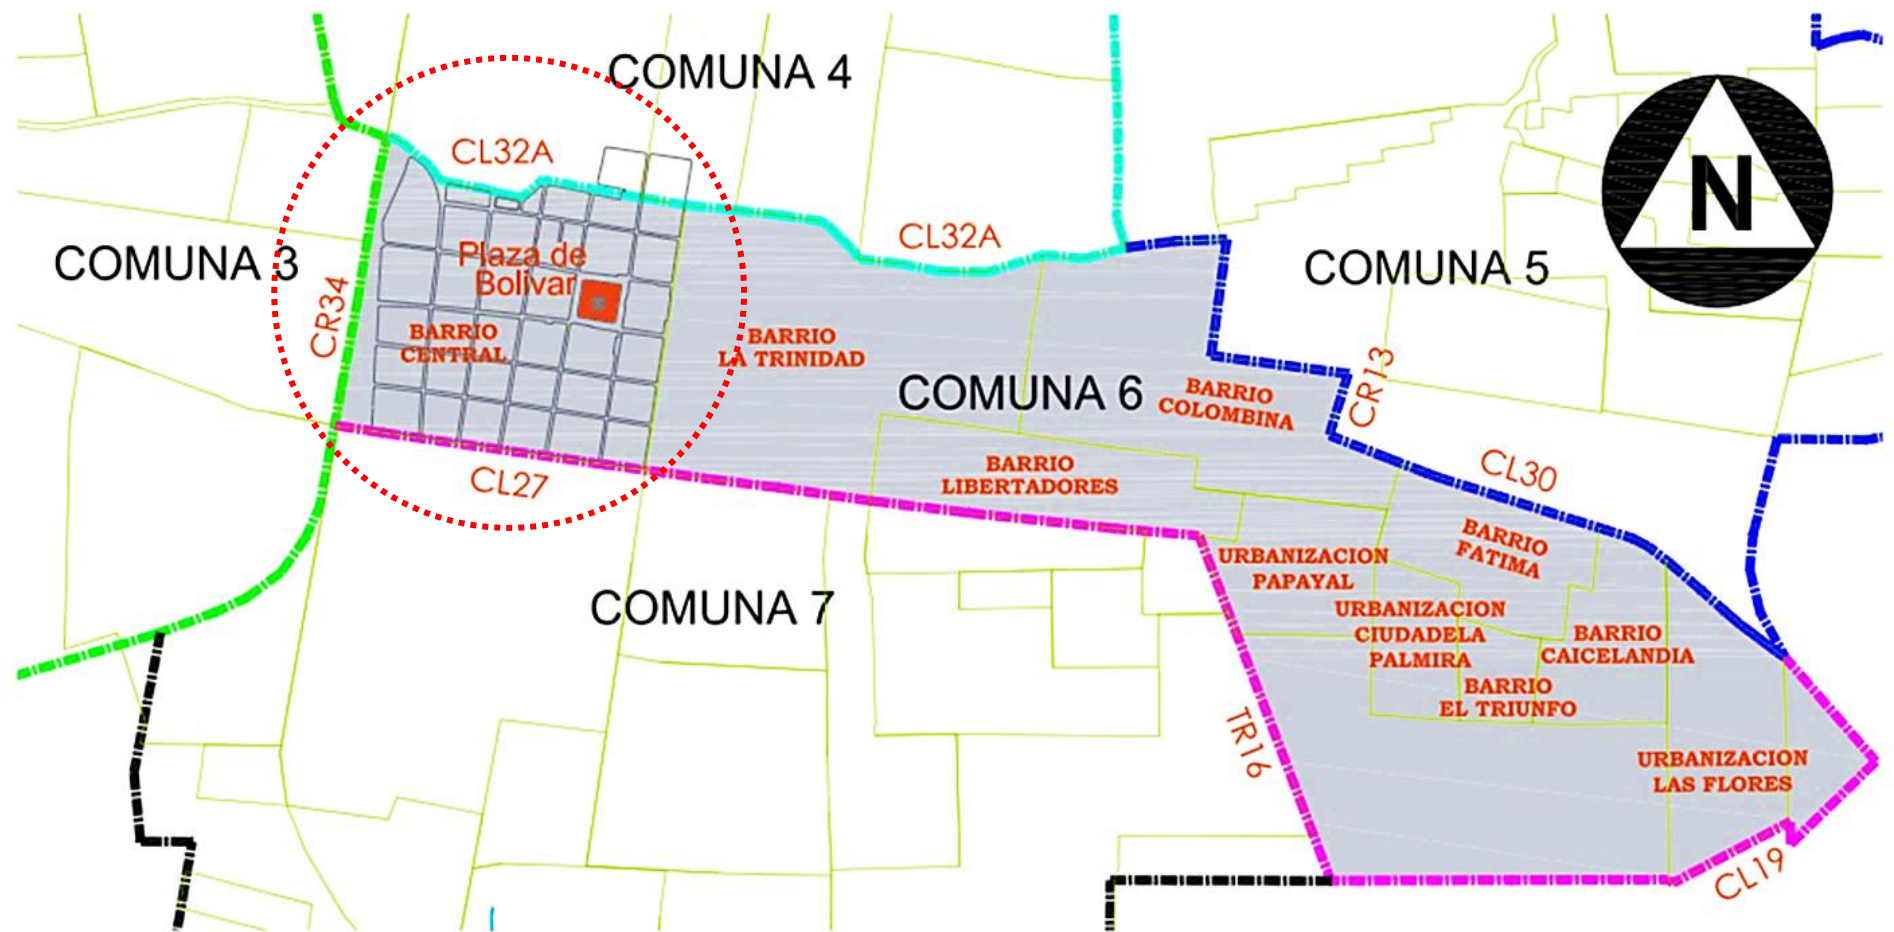 COMUNA 4
CL32A
N
CL32A
COMUNA 3
Plaza de
Bolivar
COMUNA 5
CR34
BARRIO
CENTRAL
BARRIO
LA TRINIDAD
COMUNA 6
BARRIO
COLOMBINA
CR13
CL27
BARRIO
LIBERTADORES
CL30
BARRIO
FATIMA
URBANIZACION
PAPAYAL
COMUNA 7
URBANIZACION
CIUDADELA
PALMIRA
BARRIO
CAICELANDIA
BARRIO
EL TRIUNFO
TR16
URBANIZACION
LAS FLORES
CL19